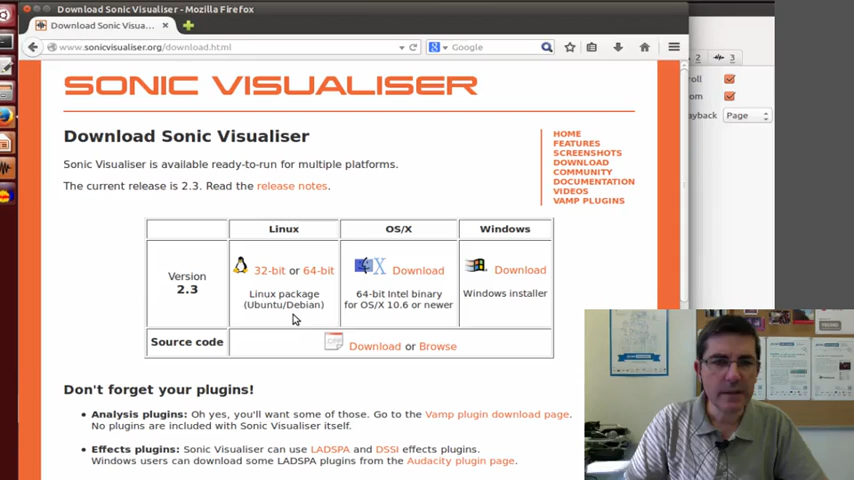 Download Sonic Visualiser - Mozilla Firefox
Download Sonic Visua...
www.sonicvisualiser.org/download.html
Google
2
3
roll
om
ayback
Page
SONIC VISUALISER
Download Sonic Visualiser
Sonic Visualiser is available ready-to-run for multiple platforms.
The current release is 2.3. Read the release notes.
HOME
FEATURES
SCREENSHOTS
DOWNLOAD
COMMUNITY
DOCUMENTATION
VIDEOS
VAMP PLUGINS
Linux
OS/X
Windows
Version
2.3
32-bit or 64-bit
Linux package
(Ubuntu/Debian)
Download
64-bit Intel binary
for OS/X 10.6 or newer
Download
Windows installer
Source code
Download or Browse
Don't forget your plugins!
Analysis plugins: Oh yes, you'll want some of those. Go to the Vamp plugin download page.
No plugins are included with Sonic Visualiser itself.
Effects plugins: Sonic Visualiser can use LADSPA and DSSI effects plugins.
Windows users can download some LADSPA plugins from the Audacity plugin page.